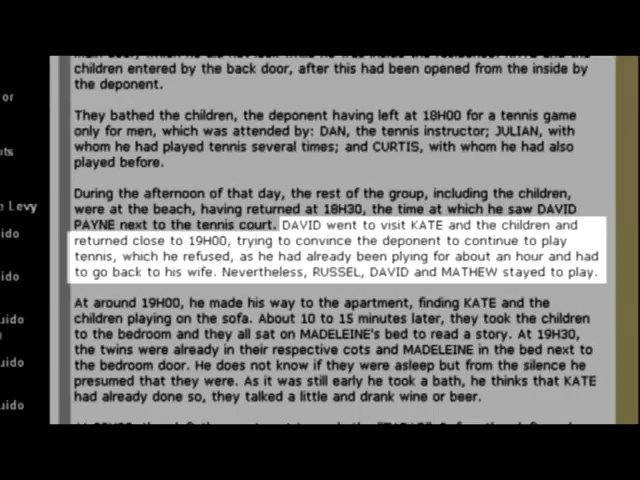 children entered by the back door, after this had been opened from the inside by
the deponent.
They bathed the children, the deponent having left at 18H00 for a tennis game
only for men, which was attended by: DAN, the tennis instructor; JULIAN, with
whom he had played tennis several times; and CURTIS, with whom he had also
played before.
During the afternoon of that day, the rest of the group, including the children,
were at the beach, having returned at 18H30, the time at which he saw DAVID
PAYNE next to the tennis court. DAVID went to visit KATE and the children and
returned close to 19H00, trying to convince the deponent to continue to play
tennis, which he refused, as he had already been plying for about an hour and had
to go back to his wife. Nevertheless, RUSSEL, DAVID and MATHEW stayed to play.
At around 19H00, he made his way to the apartment, finding KATE and the
children playing on the sofa. About 10 to 15 minutes later, they took the children
to the bedroom and they all sat on MADELEINE's bed to read a story. At 19H30,
the twins were already in their respective cots and MADELEINE in the bed next to
the bedroom door. He does not know if they were asleep but from the silence he
presumed that they were. As it was still early he took a bath, he thinks that KATE
had already done so, they talked a little and drank wine or beer.
or
Levy
ido
ido
uido
uido
uido